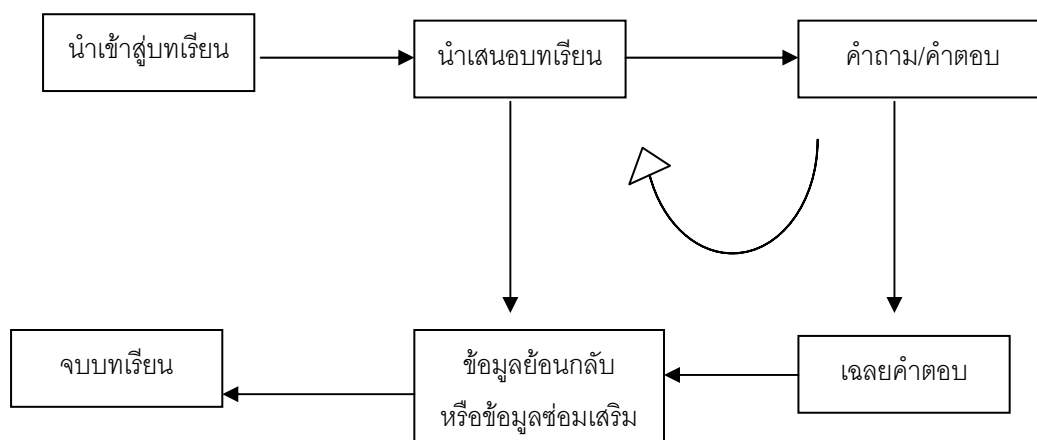 นำเข้าสู่บทเรียน
นำเสนอบทเรียน
คำถาม/คำตอบ
จบบทเรียน
ข้อมูลย้อนกลับ
หรือข้อมูลซ่อมเสริม
เฉลยคำตอบ